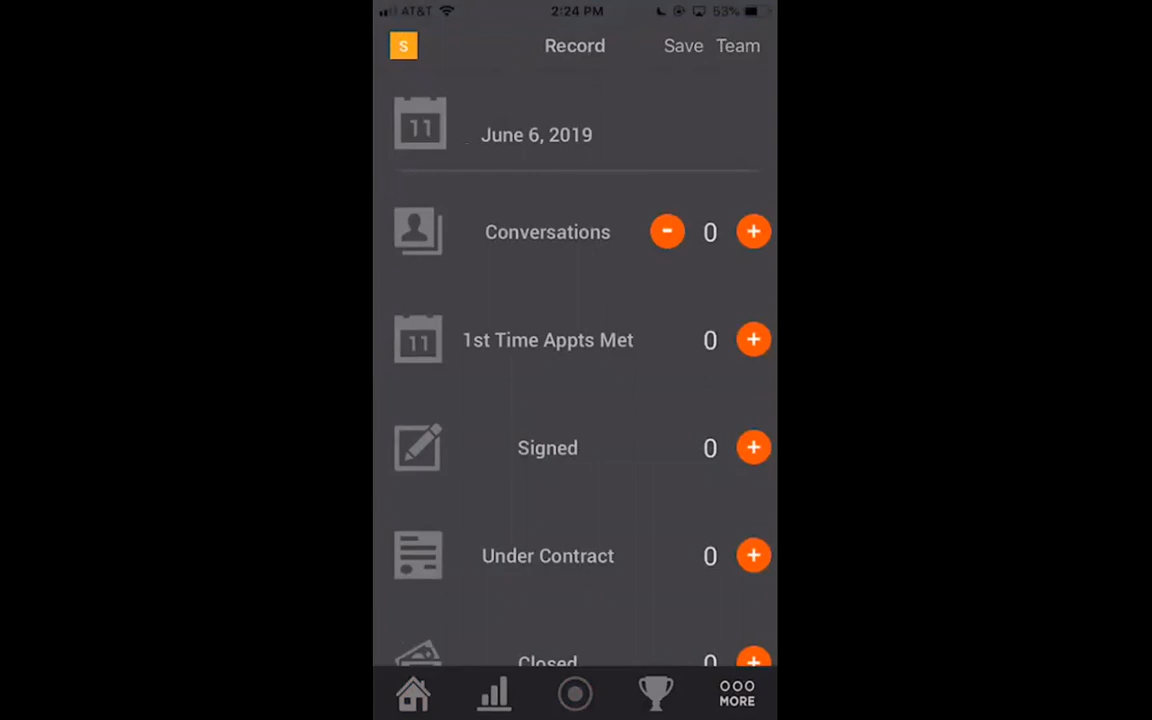 AT&T 2:24 PM 53%
S Record Save Team
11 June 6, 2019
Conversations - 0 +
11 1st Time Appts Met 0 +
Signed 0 +
Under Contract 0 +
Closed 0 +
MORE